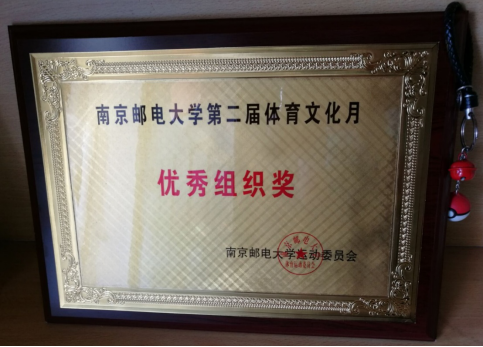 南京邮电大学第二届体育文化月
优秀组织奖
南京邮电大学运动委员会